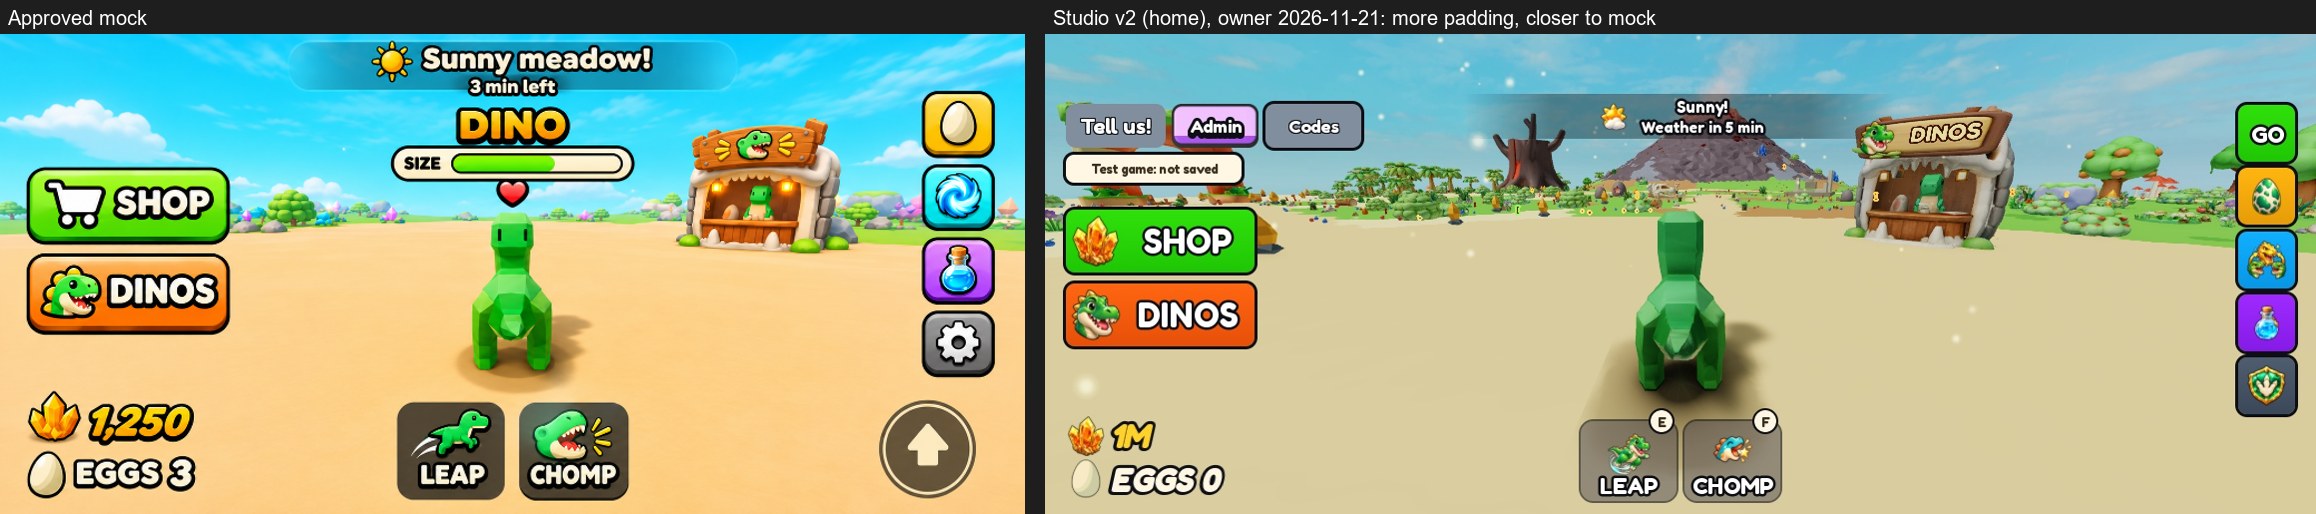 Approved mock
Sunny meadow!
3 min left
DINO
SIZE
SHOP
DINOS
1,250
EGGS 3
LEAP
CHOMP
Studio v2 (home), owner 2026-11-21: more padding, closer to mock
Tell us!
Admin
Codes
Test game: not saved
Sunny!
Weather in 5 min
DINOS
GO
SHOP
DINOS
1M
EGGS 0
E
LEAP
F
CHOMP